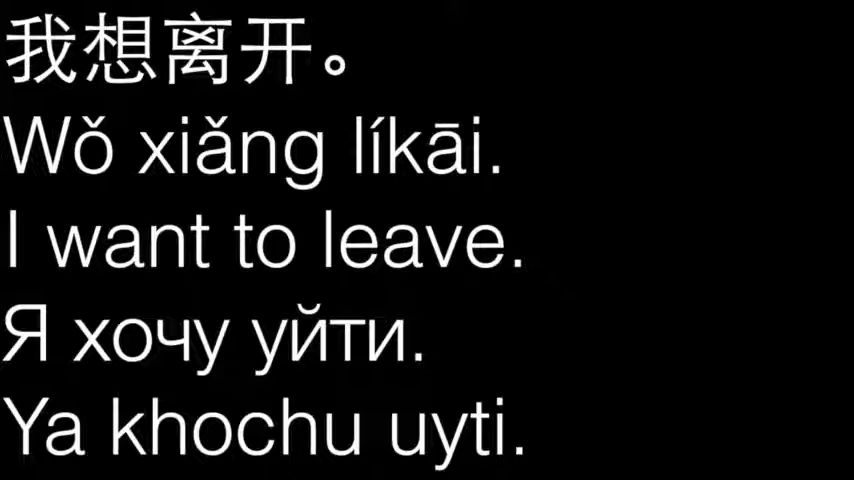 我想离开。
Wǒ xiǎng líkāi.
I want to leave.
Я хочу уйти.
Ya khochu uyti.